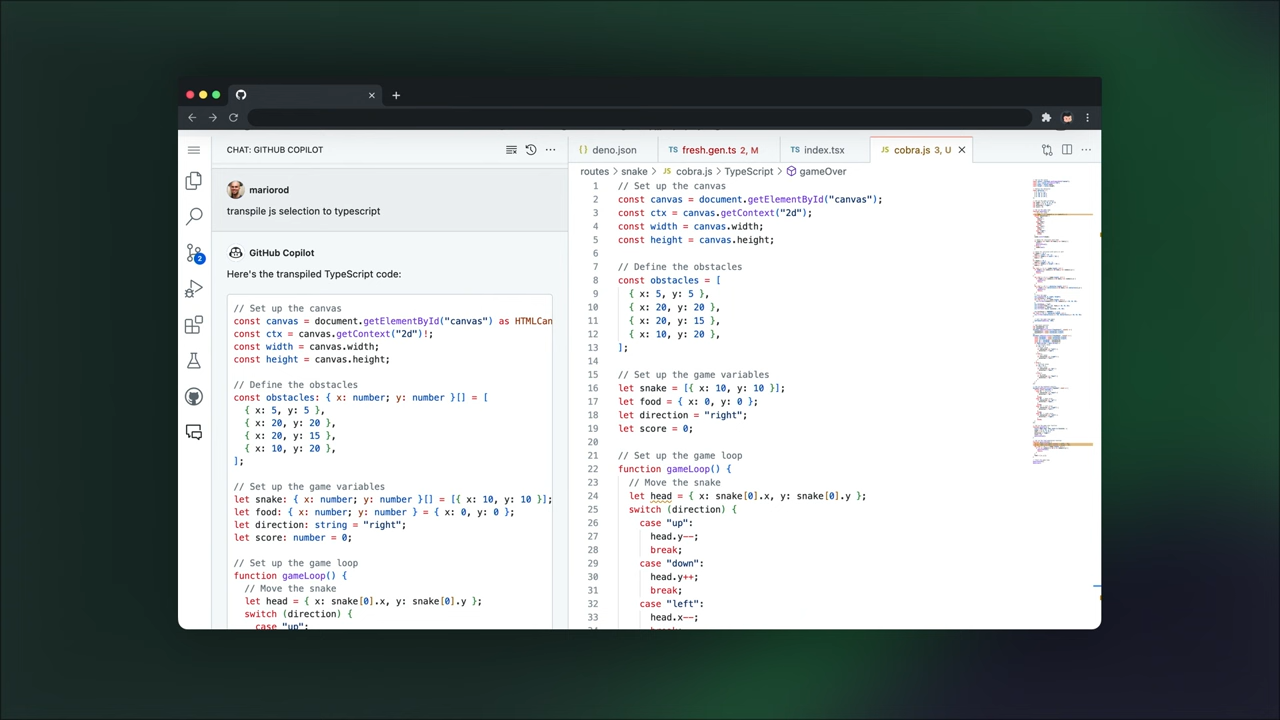 CHAT: GITHUB COPILOT
mariorod
transpile js selection to typescript
GitHub Copilot
Here's the transpiled TypeScript code:
// Set up the canvas
const canvas = document.getElementById("canvas") as HTMLCan
const ctx = canvas.getContext("2d")!;
const width = canvas.width;
const height = canvas.height;
// Define the obstacles
const obstacles: { x: number; y: number }[] = [
{ x: 5, y: 5 },
{ x: 20, y: 20 },
{ x: 20, y: 15 },
{ x: 10, y: 20 },
];
// Set up the game variables
let snake: { x: number; y: number }[] = [{ x: 10, y: 10 }];
let food: { x: number; y: number } = { x: 0, y: 0 };
let direction: string = "right";
let score: number = 0;
// Set up the game loop
function gameLoop() {
// Move the snake
let head = { x: snake[0].x, y: snake[0].y };
switch (direction) {
case "up":
2
{ } deno.json
TS fresh.gen.ts 2, M
TS index.tsx
JS cobra.js 3, U
routes > snake > JS cobra.js > TypeScript > gameOver
1 // Set up the canvas
2 const canvas = document.getElementById("canvas");
3 const ctx = canvas.getContext("2d");
4 const width = canvas.width;
5 const height = canvas.height;
6
7 // Define the obstacles
8 const obstacles = [
9 { x: 5, y: 5 },
10 { x: 20, y: 20 },
11 { x: 20, y: 15 },
12 { x: 10, y: 20 },
13 ];
14
15 // Set up the game variables
16 let snake = [{ x: 10, y: 10 }];
17 let food = { x: 0, y: 0 };
18 let direction = "right";
19 let score = 0;
20
21 // Set up the game loop
22 function gameLoop() {
23 // Move the snake
24 let head = { x: snake[0].x, y: snake[0].y };
25 switch (direction) {
26 case "up":
27 head.y--;
28 break;
29 case "down":
30 head.y++;
31 break;
32 case "left":
33 head.x--;